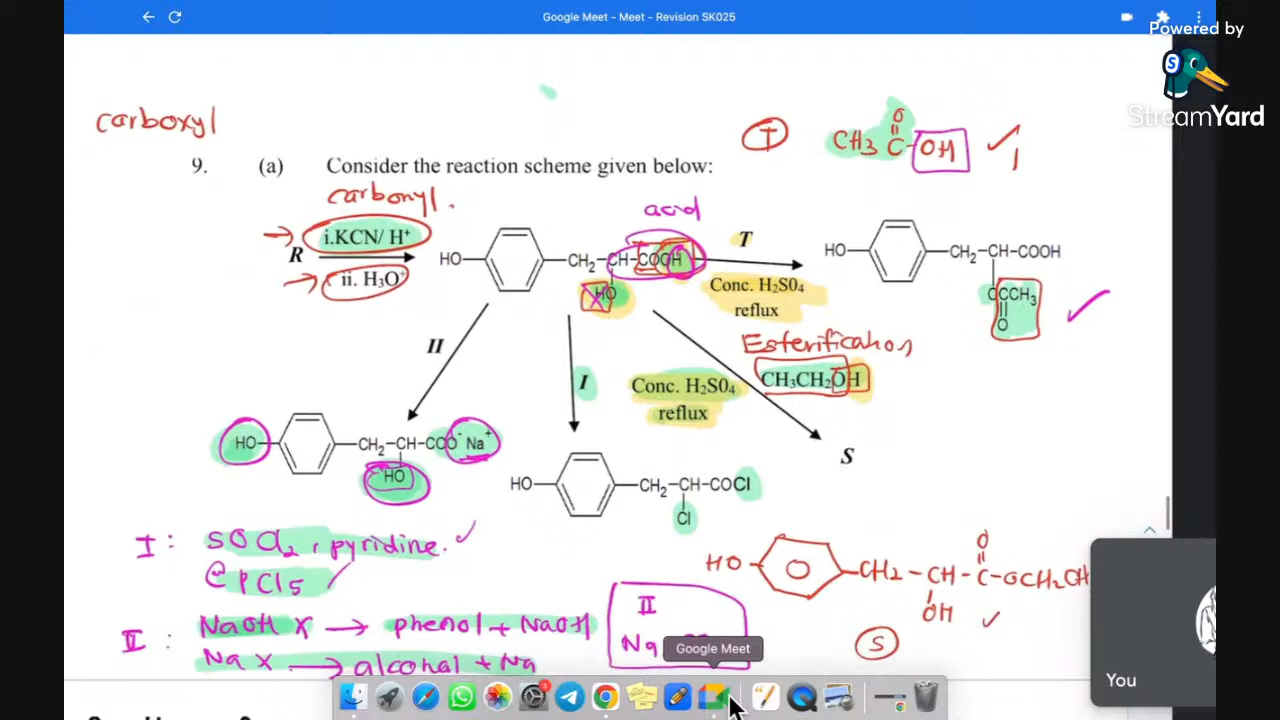 Google Meet - Meet - Revision SK025
Powered by
StreamYard
carboxyl
9. (a) Consider the reaction scheme given below:
T
CH3 C-OH
O
1
carbonyl.
R
i.KCN/ H+
ii. H3O+
acid
HO
CH2-CH-COOH
HO
T
Conc. H2SO4
reflux
HO
CH2-CH-COOH
OCCH3
O
Esterification
CH3CH2OH
II
I
Conc. H2SO4
reflux
S
HO
CH2-CH-COO- Na+
HO
HO
CH2-CH-COCl
Cl
I : SOCl2, pyridine.
@ PCl5
II : NaOH X → phenol + NaOH
Na X → alcohol + Na
II
Na
HO
O
CH2-CH-C-OCH2CH
O
OH
S
Google Meet
You